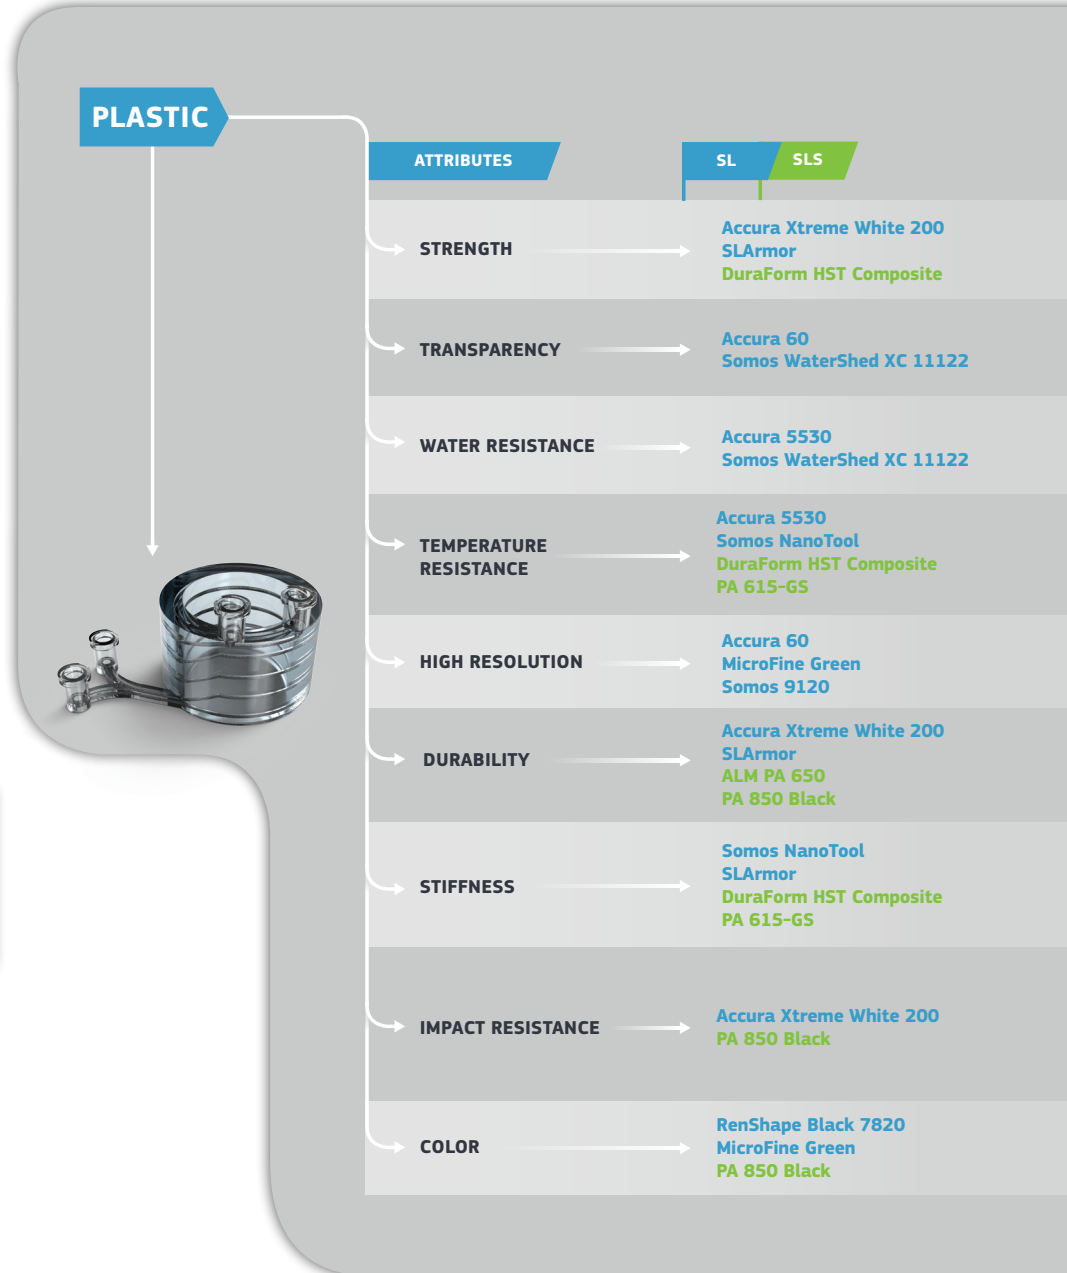 PLASTIC
ATTRIBUTES
SL
SLS
STRENGTH
Accura Xtreme White 200
SLArmor
DuraForm HST Composite
TRANSPARENCY
Accura 60
Somos WaterShed XC 11122
WATER RESISTANCE
Accura 5530
Somos WaterShed XC 11122
TEMPERATURE
RESISTANCE
Accura 5530
Somos NanoTool
DuraForm HST Composite
PA 615-GS
HIGH RESOLUTION
Accura 60
MicroFine Green
Somos 9120
DURABILITY
Accura Xtreme White 200
SLArmor
ALM PA 650
PA 850 Black
STIFFNESS
Somos NanoTool
SLArmor
DuraForm HST Composite
PA 615-GS
IMPACT RESISTANCE
Accura Xtreme White 200
PA 850 Black
COLOR
RenShape Black 7820
MicroFine Green
PA 850 Black